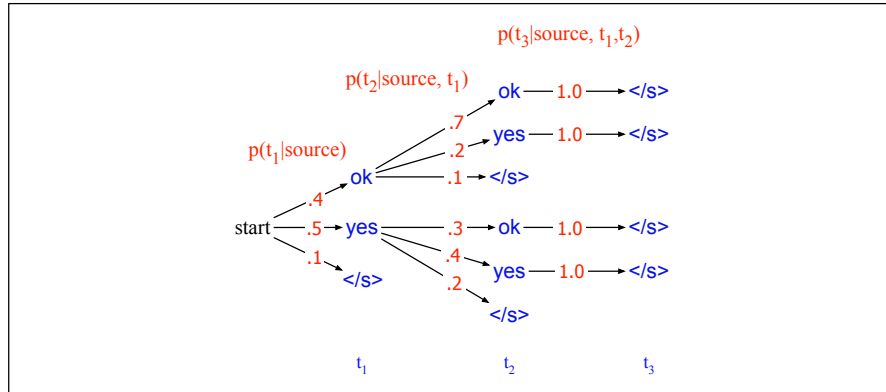 p(t₃|source, t₁,t₂)
p(t₂|source, t₁)
ok 1.0 </s>
.7
yes 1.0 </s>
.2
p(t₁|source)
ok .1 </s>
.4
start .5 yes .3 ok 1.0 </s>
.4
yes 1.0 </s>
.1
</s> .2
</s>
t₁ t₂ t₃